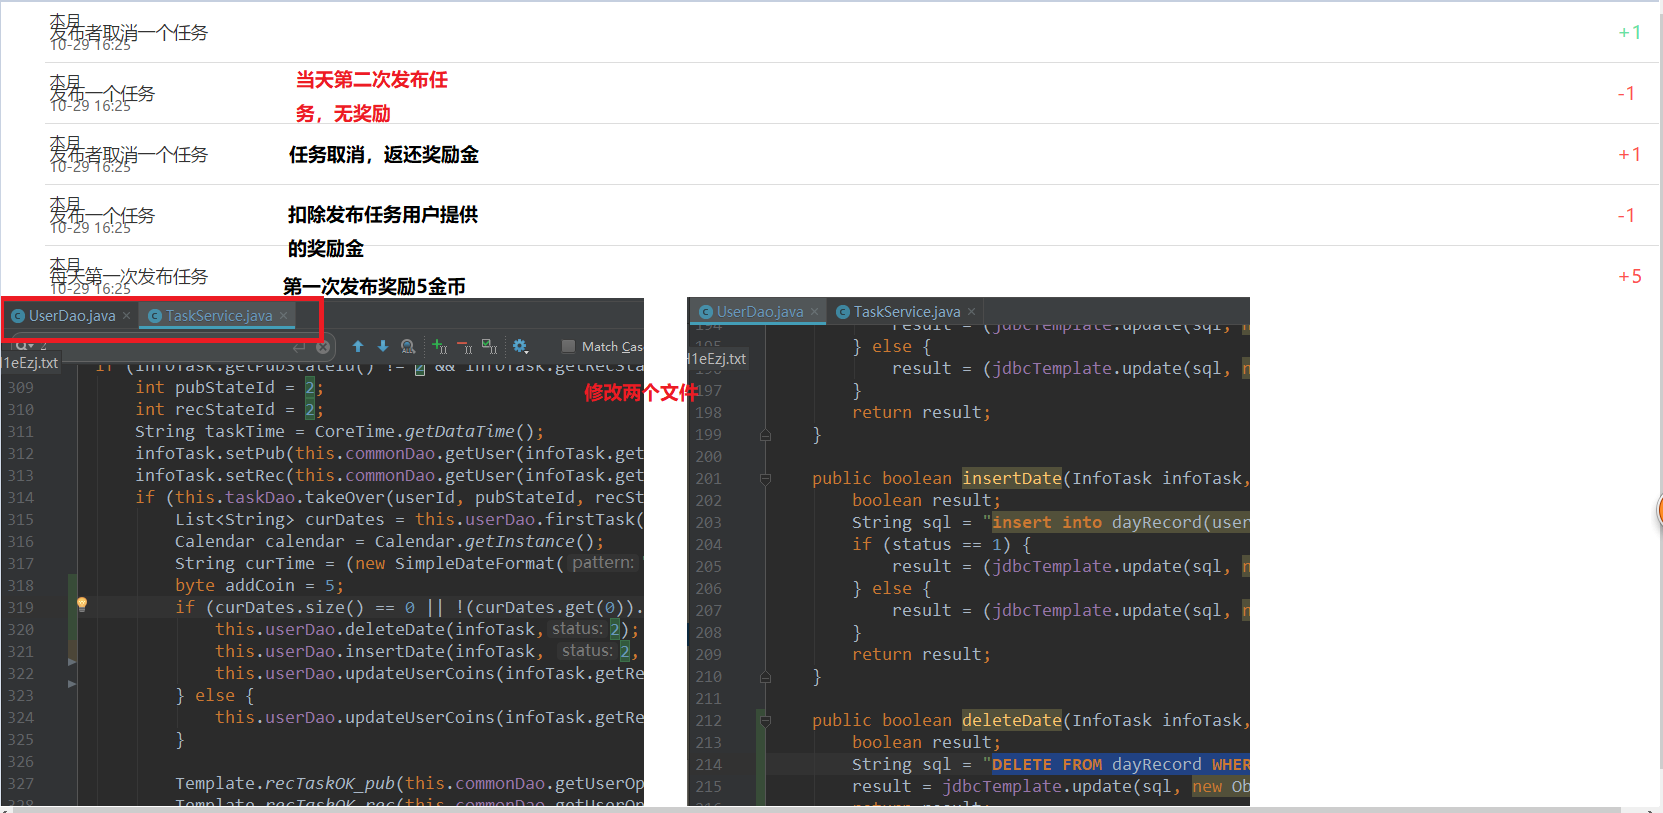 本月
发布者取消一个任务
10-29 16:25
+1
本月
发布一个任务
10-29 16:25
当天第二次发布任
务，无奖励
-1
本月
发布者取消一个任务
10-29 16:25
任务取消，返还奖励金
+1
本月
发布一个任务
10-29 16:25
扣除发布任务用户提供
的奖励金
-1
本月
每天第一次发布任务
10-29 16:25
第一次发布奖励5金币
+5
UserDao.java × TaskService.java ×
2
Match Cas
l1eEzj.txt
if (infoTask.getPubStateId() != 2 && infoTask.getRecSta
309 int pubStateId = 2;
310 int recStateId = 2;
311 String taskTime = CoreTime.getDataTime();
312 infoTask.setPub(this.commonDao.getUser(infoTask.get
313 infoTask.setRec(this.commonDao.getUser(infoTask.get
314 if (this.taskDao.takeOver(userId, pubStateId, recSt
315 List<String> curDates = this.userDao.firstTask(
316 Calendar calendar = Calendar.getInstance();
317 String curTime = (new SimpleDateFormat( pattern:
318 byte addCoin = 5;
319 if (curDates.size() == 0 || !(curDates.get(0)).
320 this.userDao.deleteDate(infoTask, status: 2);
321 this.userDao.insertDate(infoTask, status: 2,
322 this.userDao.updateUserCoins(infoTask.getRe
323 } else {
324 this.userDao.updateUserCoins(infoTask.getRe
325 }
326
327 Template.recTaskOK_pub(this.commonDao.getUserOp
328 Template.recTaskOK_rec(this.commonDao.getUserOp
修改两个文件
UserDao.java × TaskService.java ×
194 result = (jdbcTemplate.update(sql, n
195 } else {
l1eEzj.txt
196 result = (jdbcTemplate.update(sql, n
197 }
198 return result;
199 }
200
201 public boolean insertDate(InfoTask infoTask,
202 boolean result;
203 String sql = "insert into dayRecord(user
204 if (status == 1) {
205 result = (jdbcTemplate.update(sql, n
206 } else {
207 result = (jdbcTemplate.update(sql, n
208 }
209 return result;
210 }
211
212 public boolean deleteDate(InfoTask infoTask,
213 boolean result;
214 String sql = "DELETE FROM dayRecord WHER
215 result = jdbcTemplate.update(sql, new Ob
216 return result;